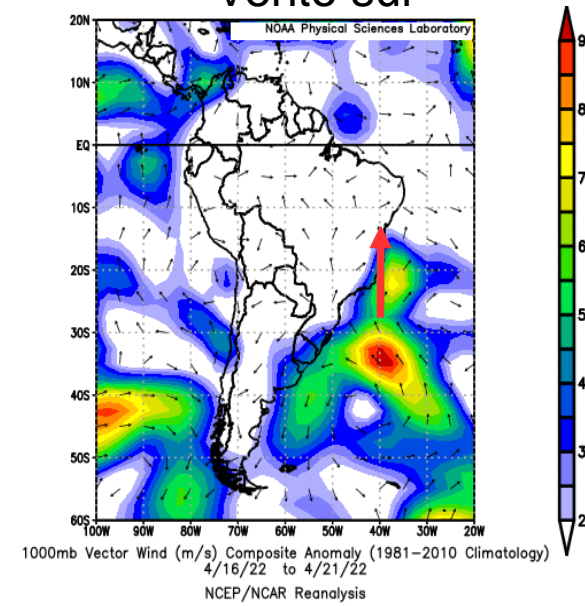 NOAA Physical Sciences Laboratory
20N
10N
EQ
10S
20S
30S
40S
50S
60S
100W 90W 80W 70W 60W 50W 40W 30W 20W
9
8
7
6
5
4
3
2
1000mb Vector Wind (m/s) Composite Anomaly (1981-2010 Climatology)
4/16/22 to 4/21/22
NCEP/NCAR Reanalysis